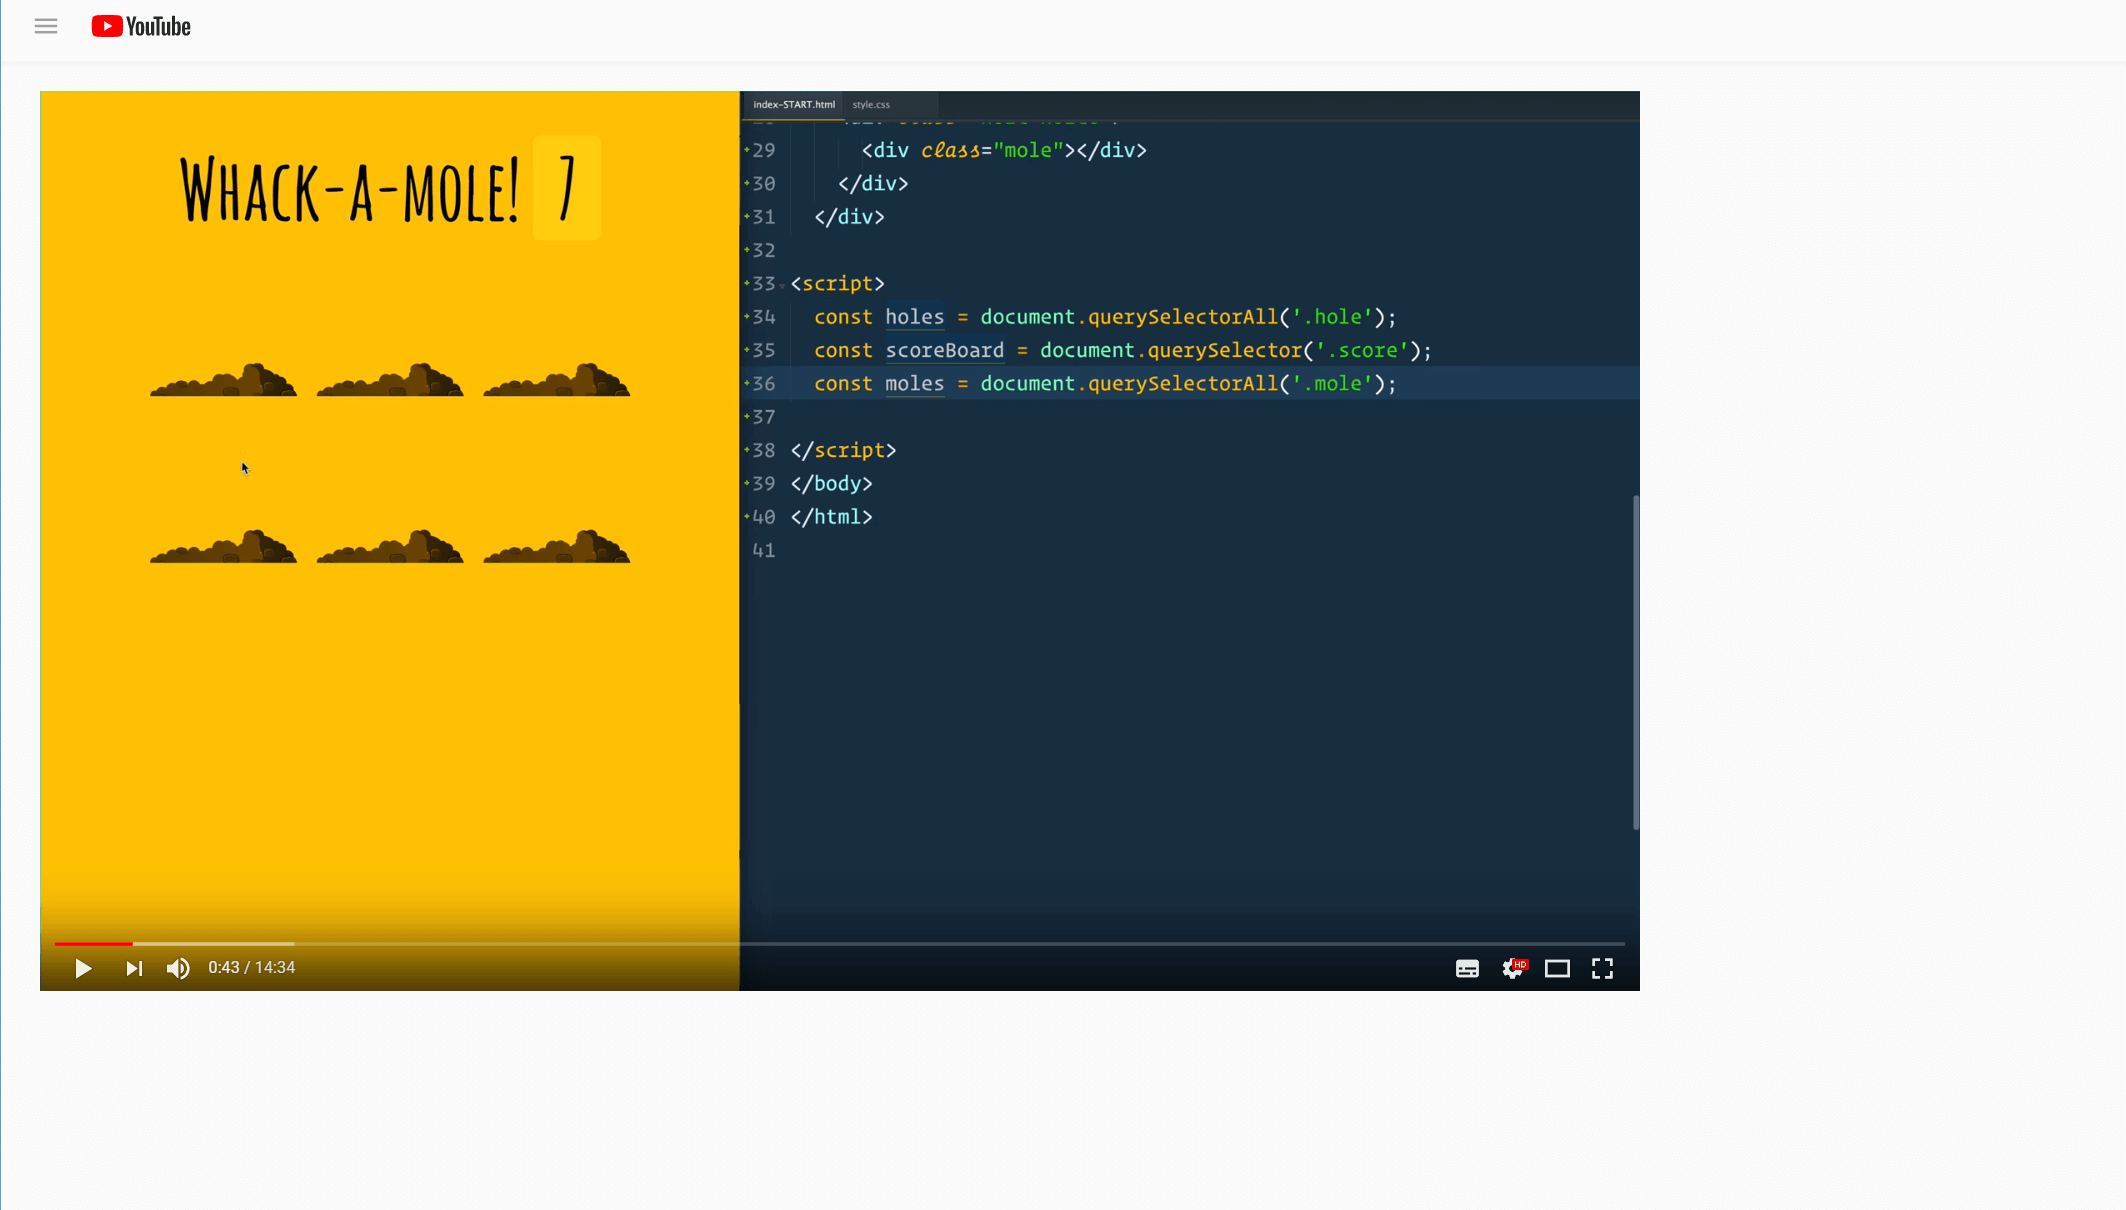 YouTube
WHACK-A-MOLE! 7
index-START.html style.css
29 <div class="mole"></div>
30 </div>
31 </div>
32
33 <script>
34 const holes = document.querySelectorAll('.hole');
35 const scoreBoard = document.querySelector('.score');
36 const moles = document.querySelectorAll('.mole');
37
38 </script>
39 </body>
40 </html>
41
0:43 / 14:34
HD